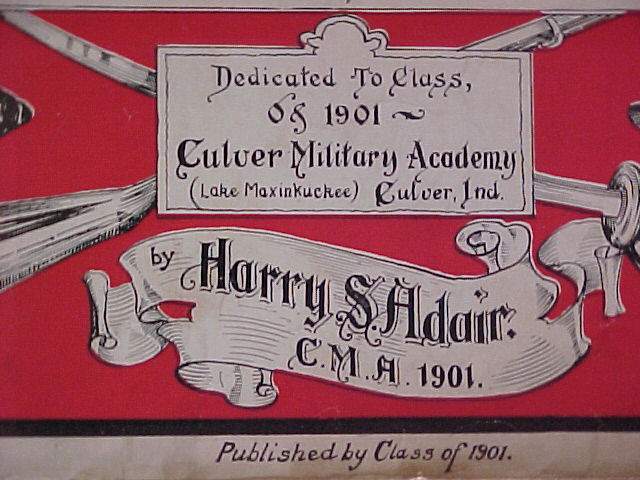 Dedicated To Class,
Of 1901 ~
Culver Military Academy
(Lake Maxinkuckee) Culver, Ind.
by Harry S. Adair.
C.M.A. 1901.
Published by Class of 1901.